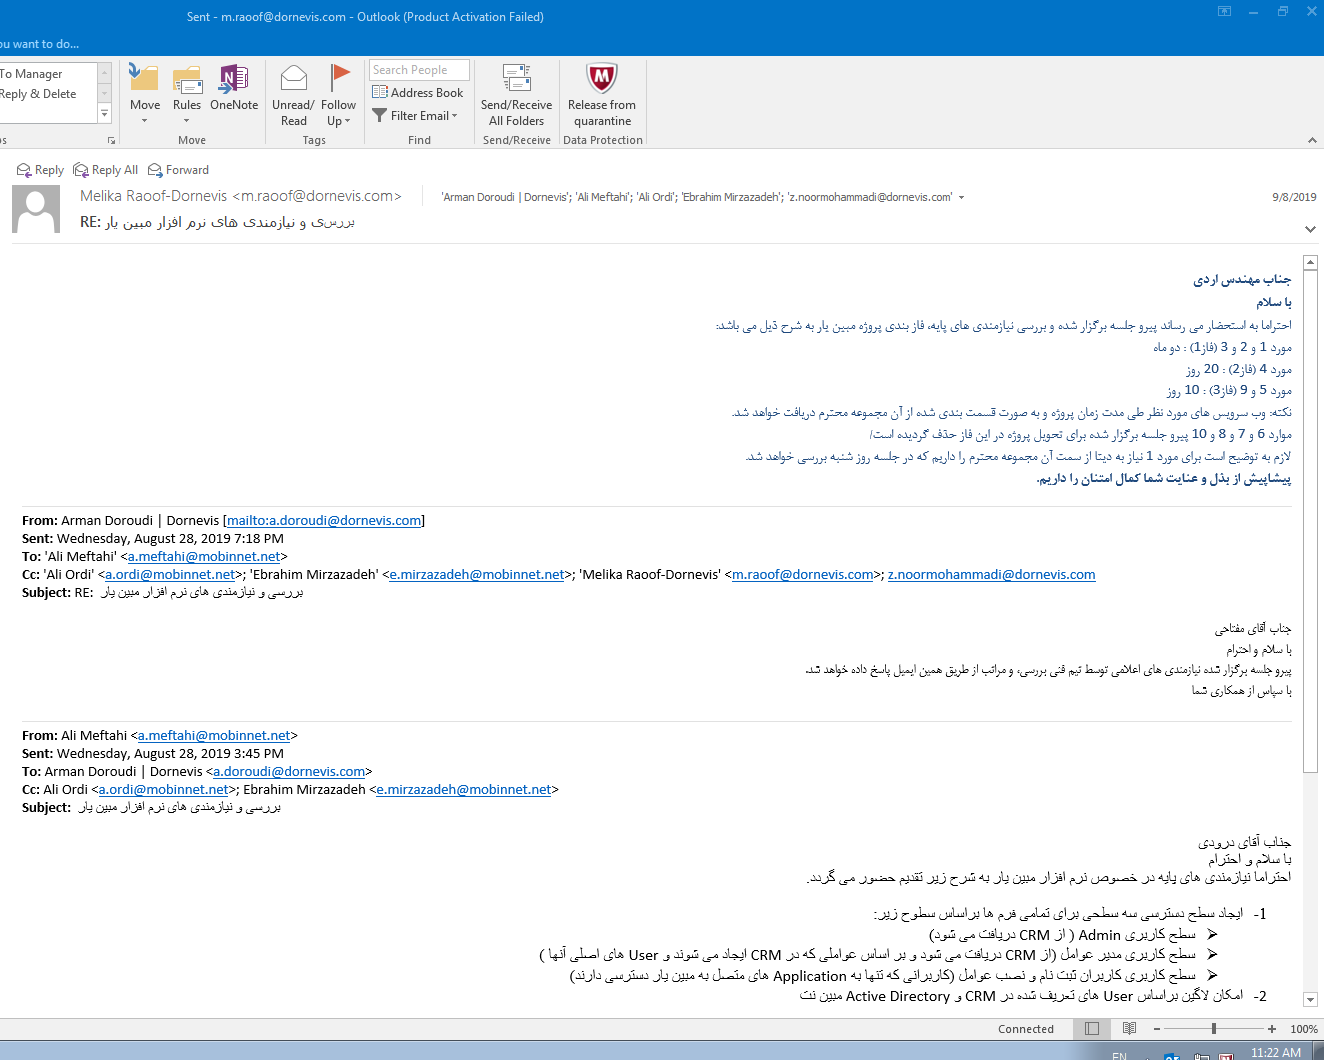 Sent - m.raoof@dornevis.com - Outlook (Product Activation Failed)
ou want to do...
To Manager
Reply & Delete
Move
Rules
OneNote
Unread/
Read
Follow
Up
Search People
Address Book
Filter Email
Send/Receive
All Folders
Release from
quarantine
Move
Tags
Find
Send/Receive
Data Protection
Reply Reply All Forward
Melika Raoof-Dornevis <m.raoof@dornevis.com>
'Arman Doroudi | Dornevis'; 'Ali Meftahi'; 'Ali Ordi'; 'Ebrahim Mirzazadeh'; 'z.noormohammadi@dornevis.com'
9/8/2019
RE: بررسی و نیازمندی های نرم افزار مبین یار
جناب مهندس اردی
با سلام
احتراما به استحضار می رساند پیرو جلسه برگزار شده و بررسی نیازمندی های پایه، فاز بندی پروژه مبین یار به شرح ذیل می باشد:
مورد 1 و 2 و 3 (فاز1) : دو ماه
مورد 4 (فاز2) : 20 روز
مورد 5 و 9 (فاز3) : 10 روز
نکته: وب سرویس های مورد نظر طی مدت زمان پروژه و به صورت قسمت بندی شده از آن مجموعه محترم دریافت خواهد شد.
موارد 6 و 7 و 8 و 10 پیرو جلسه برگزار شده برای تحویل پروژه در این فاز حذف گردیده است/
لازم به توضیح است برای مورد 1 نیاز به دیتا از سمت آن مجموعه محترم را داریم که در جلسه روز شنبه بررسی خواهد شد.
پیشاپیش از بذل و عنایت شما کمال امتنان را داریم.
From: Arman Doroudi | Dornevis [mailto:a.doroudi@dornevis.com]
Sent: Wednesday, August 28, 2019 7:18 PM
To: 'Ali Meftahi' <a.meftahi@mobinnet.net>
Cc: 'Ali Ordi' <a.ordi@mobinnet.net>; 'Ebrahim Mirzazadeh' <e.mirzazadeh@mobinnet.net>; 'Melika Raoof-Dornevis' <m.raoof@dornevis.com>; z.noormohammadi@dornevis.com
Subject: RE: بررسی و نیازمندی های نرم افزار مبین یار
جناب آقای مفتاحی
با سلام و احترام
پیرو جلسه برگزار شده نیازمندی های اعلامی توسط تیم فنی بررسی، و مراتب از طریق همین ایمیل پاسخ داده خواهد شد.
با سپاس از همکاری شما
From: Ali Meftahi <a.meftahi@mobinnet.net>
Sent: Wednesday, August 28, 2019 3:45 PM
To: Arman Doroudi | Dornevis <a.doroudi@dornevis.com>
Cc: Ali Ordi <a.ordi@mobinnet.net>; Ebrahim Mirzazadeh <e.mirzazadeh@mobinnet.net>
Subject: بررسی و نیازمندی های نرم افزار مبین یار
جناب آقای درودی
با سلام و احترام
احتراما نیازمندی های پایه در خصوص نرم افزار مبین یار به شرح زیر تقدیم حضور می گردد.
1- ایجاد سطح دسترسی سه سطحی برای تمامی فرم ها براساس سطوح زیر:
سطح کاربری Admin ( از CRM دریافت می شود)
سطح کاربری مدیر عوامل (از CRM دریافت می شود و بر اساس عواملی که در CRM ایجاد می شوند و User های اصلی آنها )
سطح کاربری کاربران ثبت نام و نصب عوامل (کاربرانی که تنها به Application های متصل به مبین یار دسترسی دارند)
2- امکان لاگین براساس User های تعریف شده در CRM و Active Directory مبین نت
Connected
100%
EN
11:22 AM